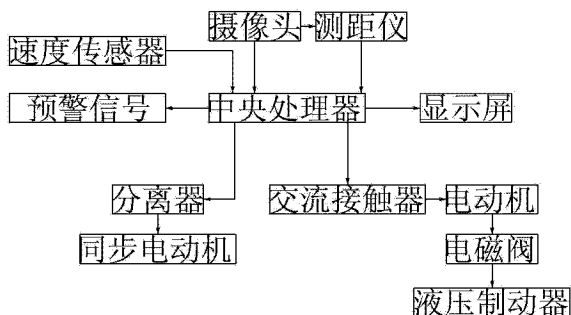 摄像头
测距仪
速度传感器
预警信号
中央处理器
显示屏
分离器
交流接触器
电动机
同步电动机
电磁阀
液压制动器